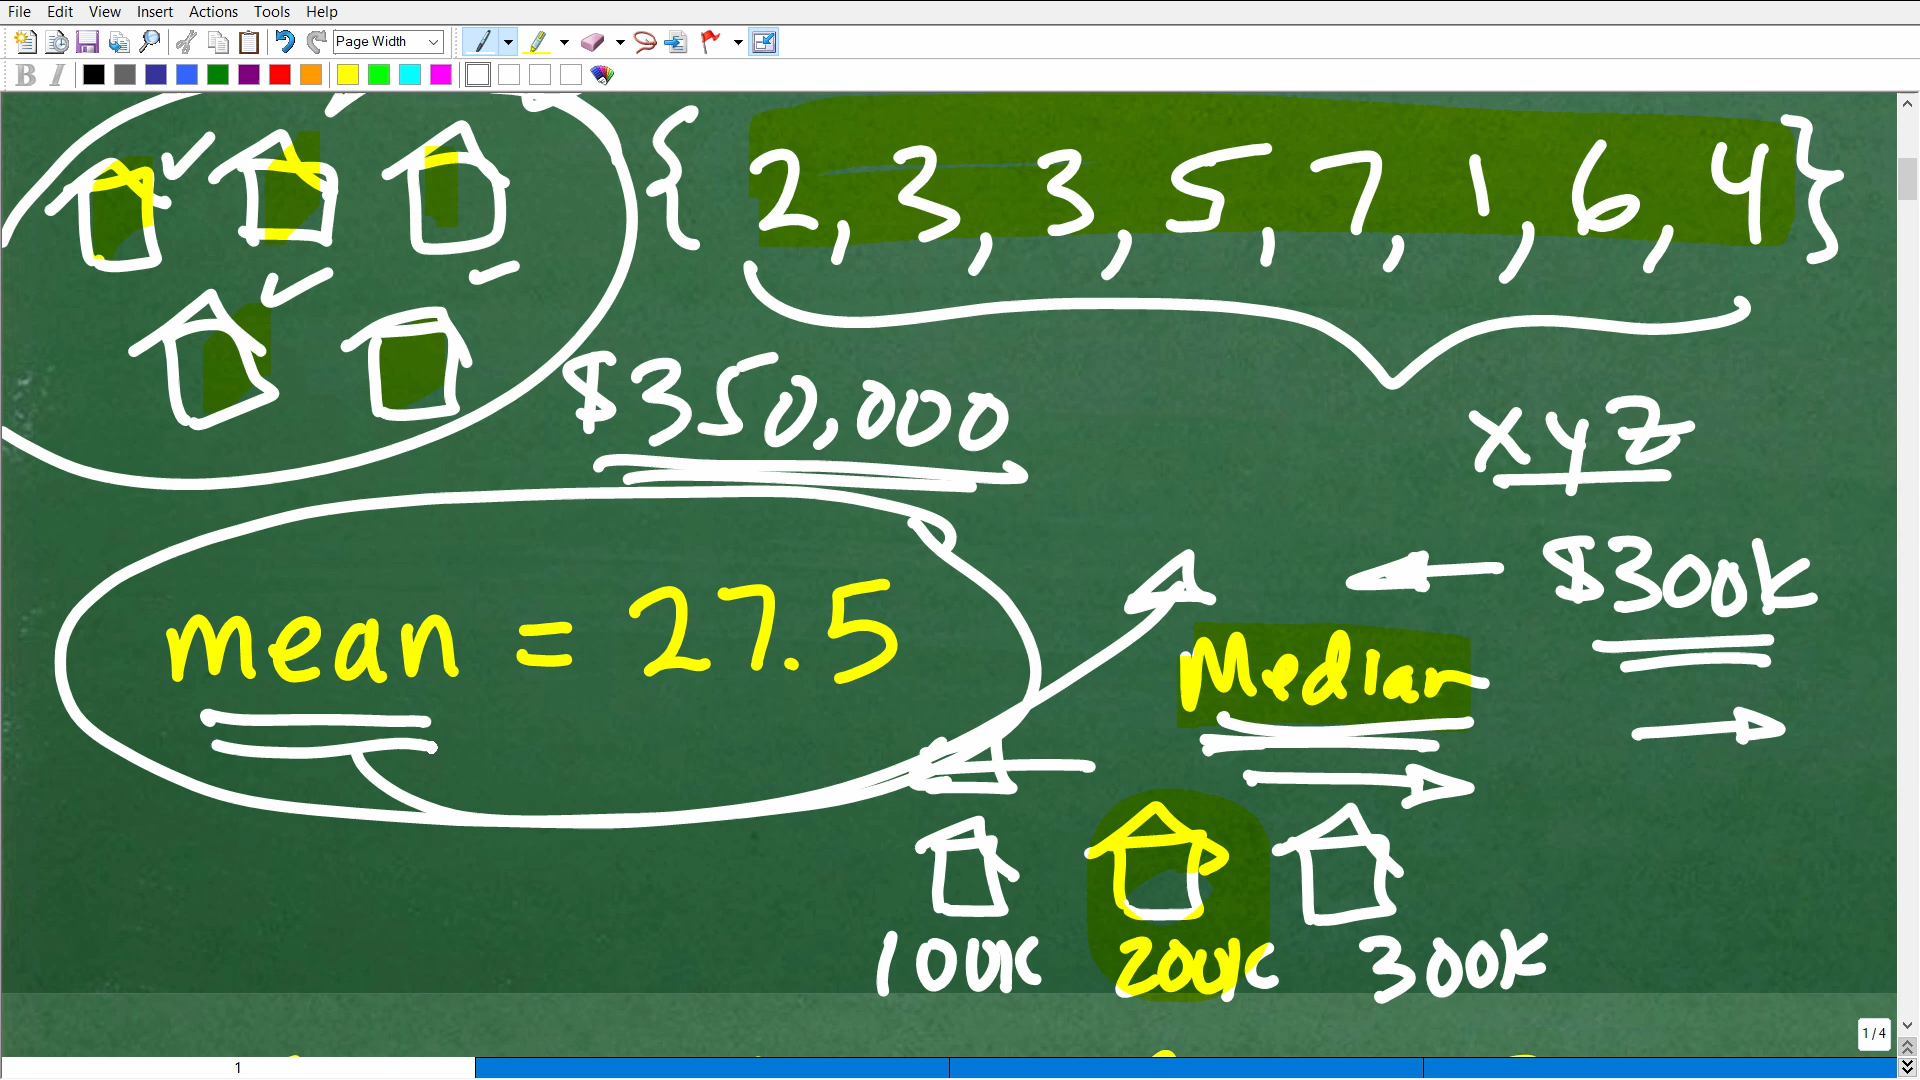 File Edit View Insert Actions Tools Help
Page Width
B I
{ 2, 3, 3, 5, 7, 1, 6, 4 }
$350,000
xyz
$300k
mean = 27.5
Median
100K 200K 300K
1 / 4
1